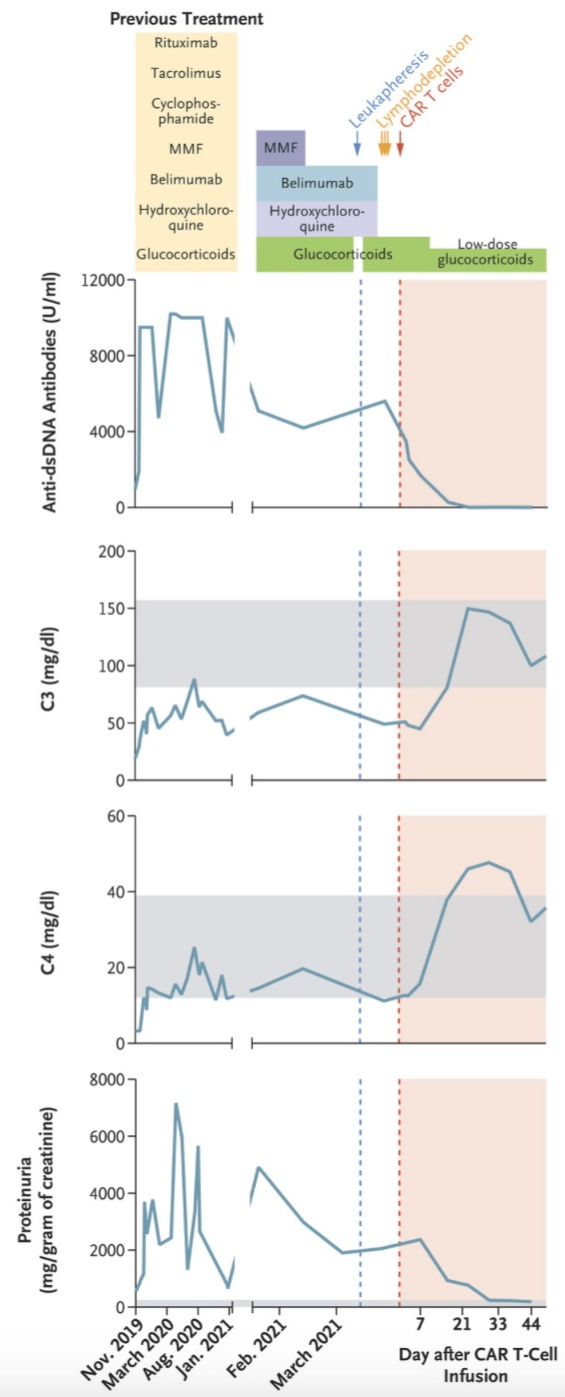 Previous Treatment
Rituximab
Tacrolimus
Cyclophos-
phamide
MMF
Belimumab
Hydroxychloro-
quine
Glucocorticoids
MMF
Belimumab
Hydroxychloro-
quine
Glucocorticoids
Low-dose
glucocorticoids
Leukapheresis
Lymphodepletion
CAR T cells
Anti-dsDNA Antibodies (U/ml)
12000
8000
4000
0
C3 (mg/dl)
200
150
100
50
0
C4 (mg/dl)
60
40
20
0
Proteinuria
(mg/gram of creatinine)
8000
6000
4000
2000
0
Nov. 2019
March 2020
Aug. 2020
Jan. 2021
Feb. 2021
March 2021
7
21
33
44
Day after CAR T-Cell
Infusion